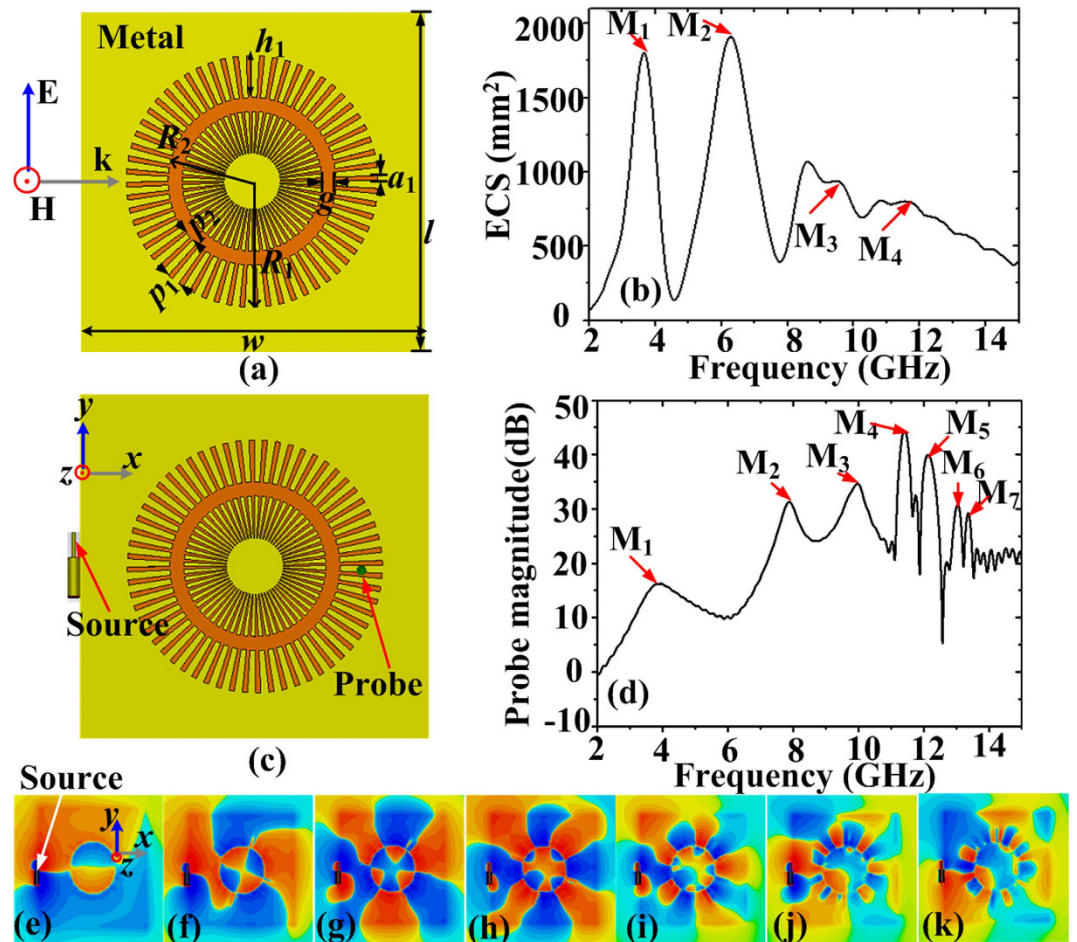 Metal
h₁
E
k
H
R₂
a₁
g
p₂
R₁
p₁
l
w
(a)
ECS (mm²)
2000
1500
1000
500
0
M₁
M₂
M₃
M₄
(b)
2 4 6 8 10 12 14
Frequency (GHz)
y
z
x
Source
Probe
(c)
Probe magnitude(dB)
50
40
30
20
10
0
-10
M₁
M₂
M₃
M₄
M₅
M₆
M₇
(d)
2 4 6 8 10 12 14
Frequency (GHz)
Source
y
x
z
(e) (f) (g) (h) (i) (j) (k)